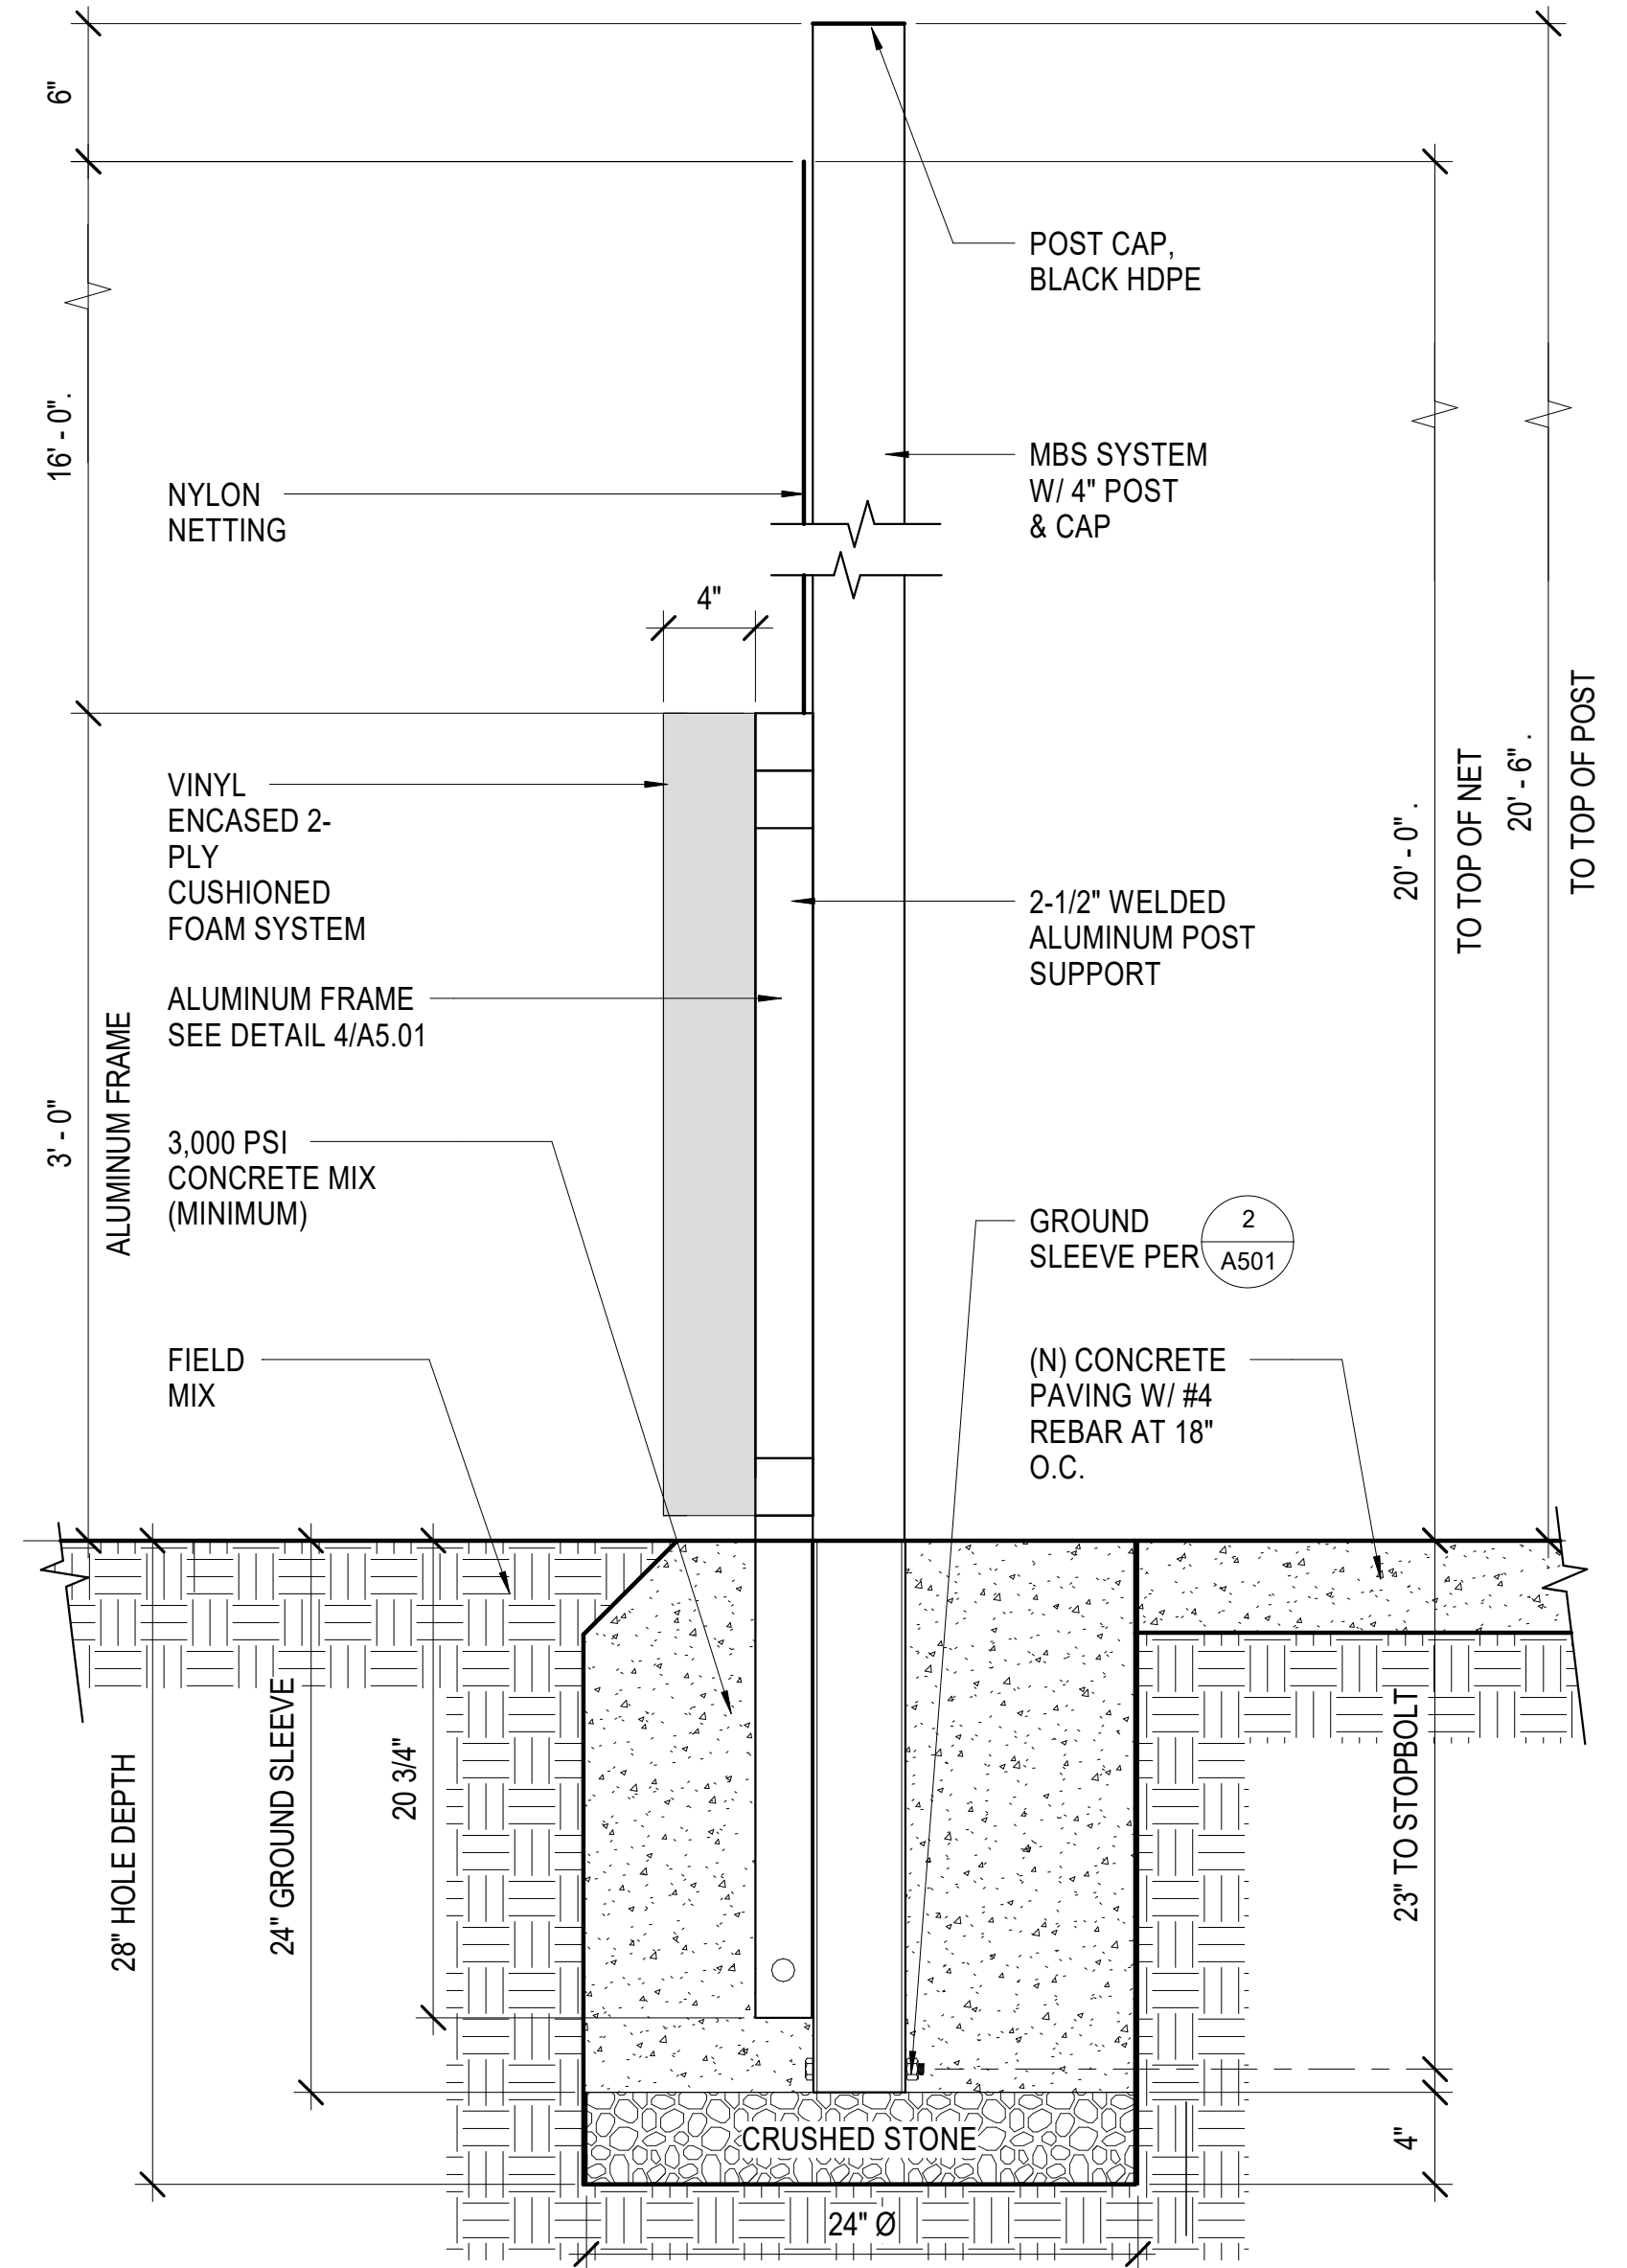 6"
POST CAP,
BLACK HDPE
16' - 0" .
MBS SYSTEM
W/ 4" POST
& CAP
NYLON
NETTING
4"
VINYL
ENCASED 2-
PLY
CUSHIONED
FOAM SYSTEM
20' - 0" .
TO TOP OF NET
20' - 6" .
TO TOP OF POST
2-1/2" WELDED
ALUMINUM POST
SUPPORT
ALUMINUM FRAME
SEE DETAIL 4/A5.01
3' - 0"
ALUMINUM FRAME
3,000 PSI
CONCRETE MIX
(MINIMUM)
GROUND
SLEEVE PER
2
A501
FIELD
MIX
(N) CONCRETE
PAVING W/ #4
REBAR AT 18"
O.C.
28" HOLE DEPTH
24" GROUND SLEEVE
20 3/4"
23" TO STOPBOLT
CRUSHED STONE
4"
24" Ø